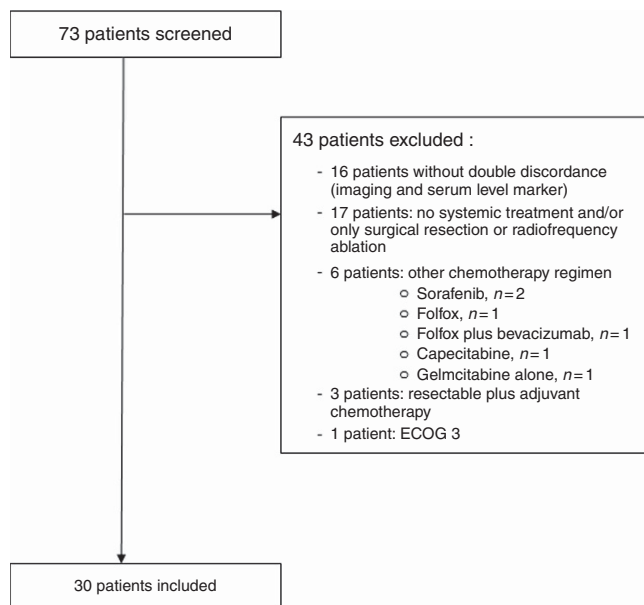 73 patients screened
43 patients excluded :
- 16 patients without double discordance
(imaging and serum level marker)
- 17 patients: no systemic treatment and/or
only surgical resection or radiofrequency
ablation
- 6 patients: other chemotherapy regimen
o Sorafenib, n=2
o Folfox, n=1
o Folfox plus bevacizumab, n=1
o Capecitabine, n=1
o Gelmcitabine alone, n=1
- 3 patients: resectable plus adjuvant
chemotherapy
- 1 patient: ECOG 3
30 patients included